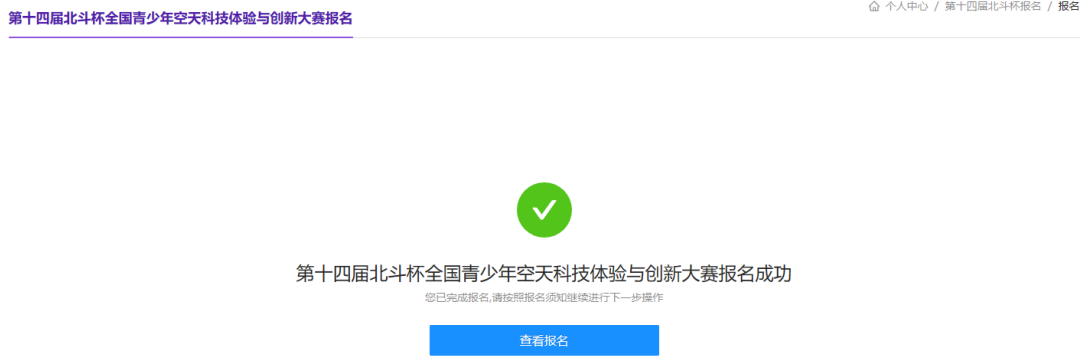 第十四届北斗杯全国青少年空天科技体验与创新大赛报名
个人中心 / 第十四届北斗杯报名 / 报名
第十四届北斗杯全国青少年空天科技体验与创新大赛报名成功
您已完成报名,请按照报名须知继续进行下一步操作
查看报名